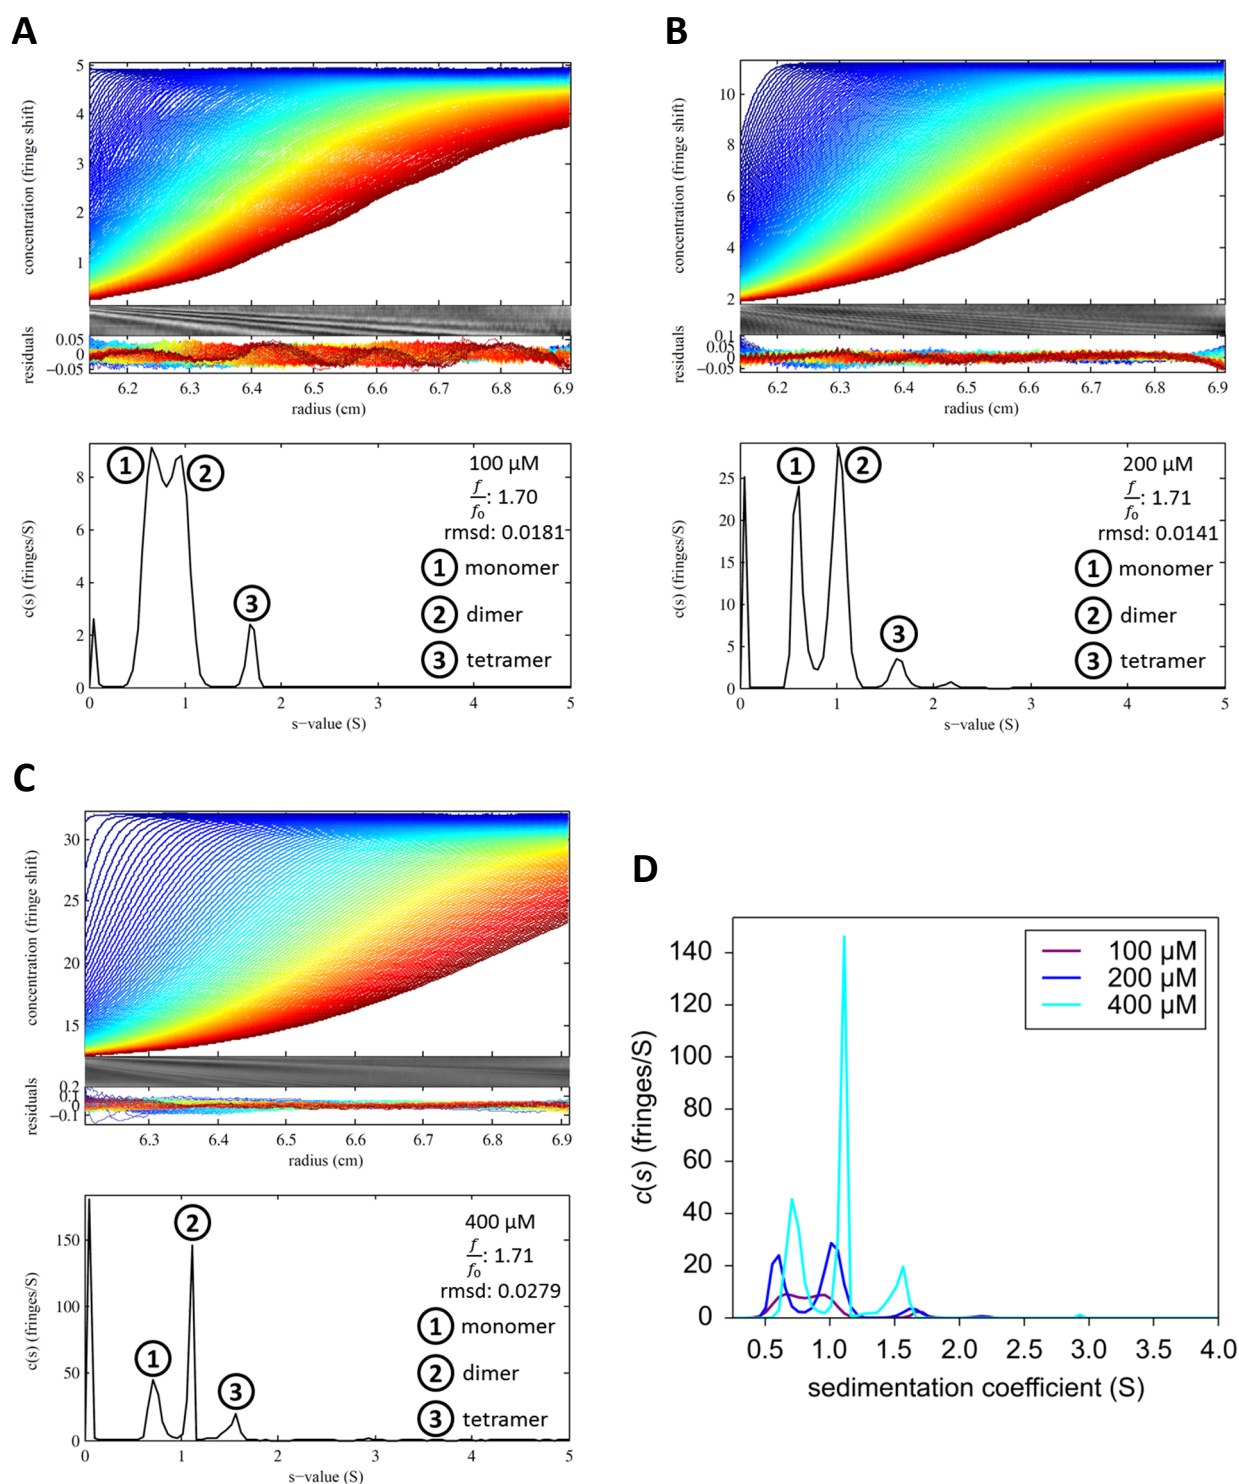 A
5
4
3
2
1
concentration (fringe shift)
0.05
0
−0.05
residuals
6.2 6.3 6.4 6.5 6.6 6.7 6.8 6.9
radius (cm)
8
6
4
2
0
c(s) (fringes/S)
1 2
3
100 µM
f/f0: 1.70
rmsd: 0.0181
1 monomer
2 dimer
3 tetramer
0 1 2 3 4 5
s−value (S)
B
10
8
6
4
2
concentration (fringe shift)
0.1
0.05
0
−0.05
residuals
6.2 6.3 6.4 6.5 6.6 6.7 6.8 6.9
radius (cm)
25
20
15
10
5
0
c(s) (fringes/S)
1 2
3
200 µM
f/f0: 1.71
rmsd: 0.0141
1 monomer
2 dimer
3 tetramer
0 1 2 3 4 5
s−value (S)
C
30
25
20
15
concentration (fringe shift)
0.2
0.1
0
−0.1
residuals
6.3 6.4 6.5 6.6 6.7 6.8 6.9
radius (cm)
150
100
50
0
c(s) (fringes/S)
2
1
3
400 µM
f/f0: 1.71
rmsd: 0.0279
1 monomer
2 dimer
3 tetramer
0 1 2 3 4 5
s−value (S)
D
140
120
100
80
60
40
20
0
c(s) (fringes/S)
100 µM
200 µM
400 µM
0.5 1.0 1.5 2.0 2.5 3.0 3.5 4.0
sedimentation coefficient (S)